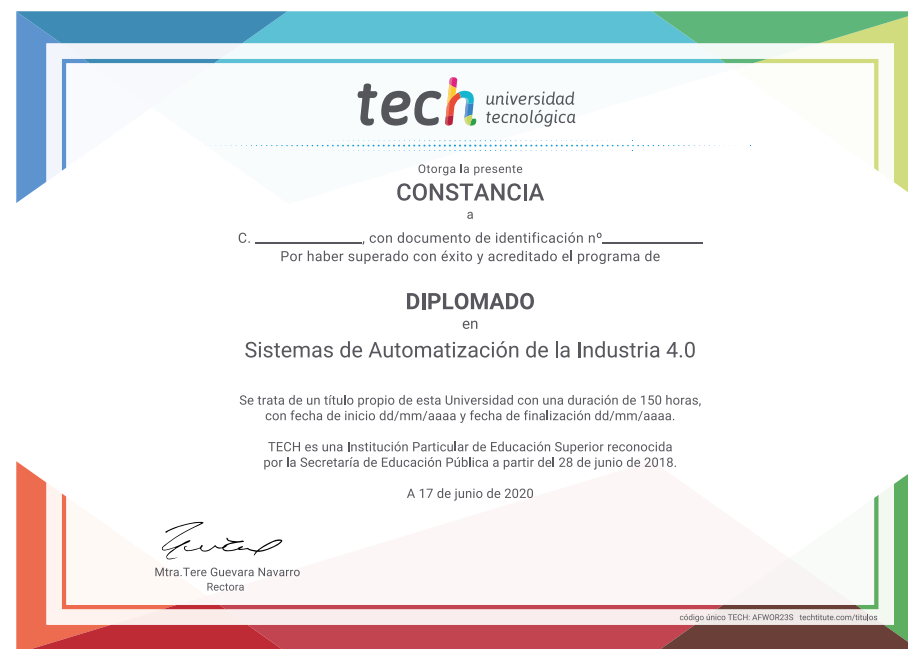 tech universidad
tecnológica
Otorga la presente
CONSTANCIA
a
C. ____________, con documento de identificación nº____________
Por haber superado con éxito y acreditado el programa de
DIPLOMADO
en
Sistemas de Automatización de la Industria 4.0
Se trata de un título propio de esta Universidad con una duración de 150 horas,
con fecha de inicio dd/mm/aaaa y fecha de finalización dd/mm/aaaa.
TECH es una Institución Particular de Educación Superior reconocida
por la Secretaría de Educación Pública a partir del 28 de junio de 2018.
A 17 de junio de 2020
Mtra.Tere Guevara Navarro
Rectora
código único TECH: AFWOR23S techtitute.com/titulos